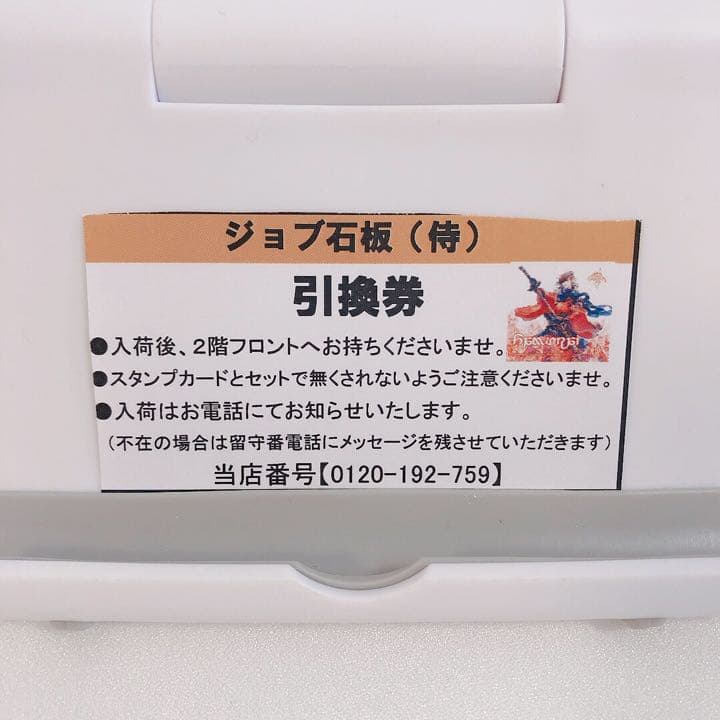 ジョブ石板（侍）
引換券
●入荷後、2階フロントへお持ちくださいませ。
●スタンプカードとセットで無くされないようご注意くださいませ。
●入荷はお電話にてお知らせいたします。
（不在の場合は留守番電話にメッセージを残させていただきます）
当店番号【0120-192-759】